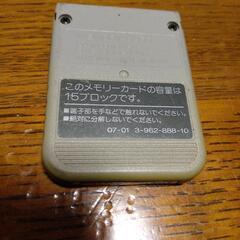 このメモリーカードの容量は
15ブロックです。
■端子部を手などで触れないでください。
■絶対に分解しないでください。
07-01 3-962-888-10